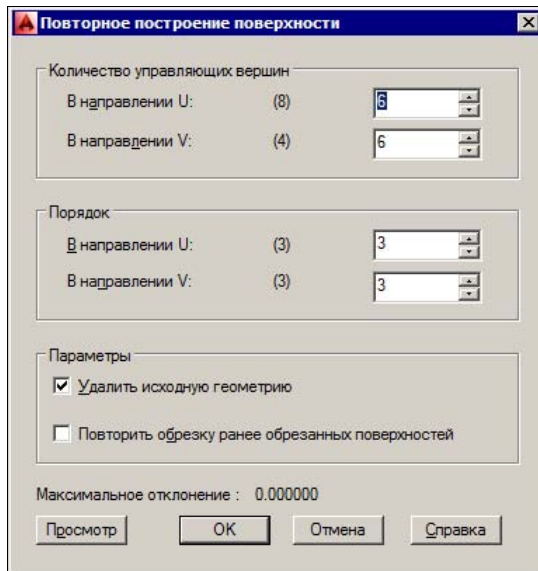 Повторное построение поверхности
Количество управляющих вершин
В направлении U: (8) 6
В направлении V: (4) 6
Порядок
В направлении U: (3) 3
В направлении V: (3) 3
Параметры
Удалить исходную геометрию
Повторить обрезку ранее обрезанных поверхностей
Максимальное отклонение : 0.000000
Просмотр OK Отмена Справка